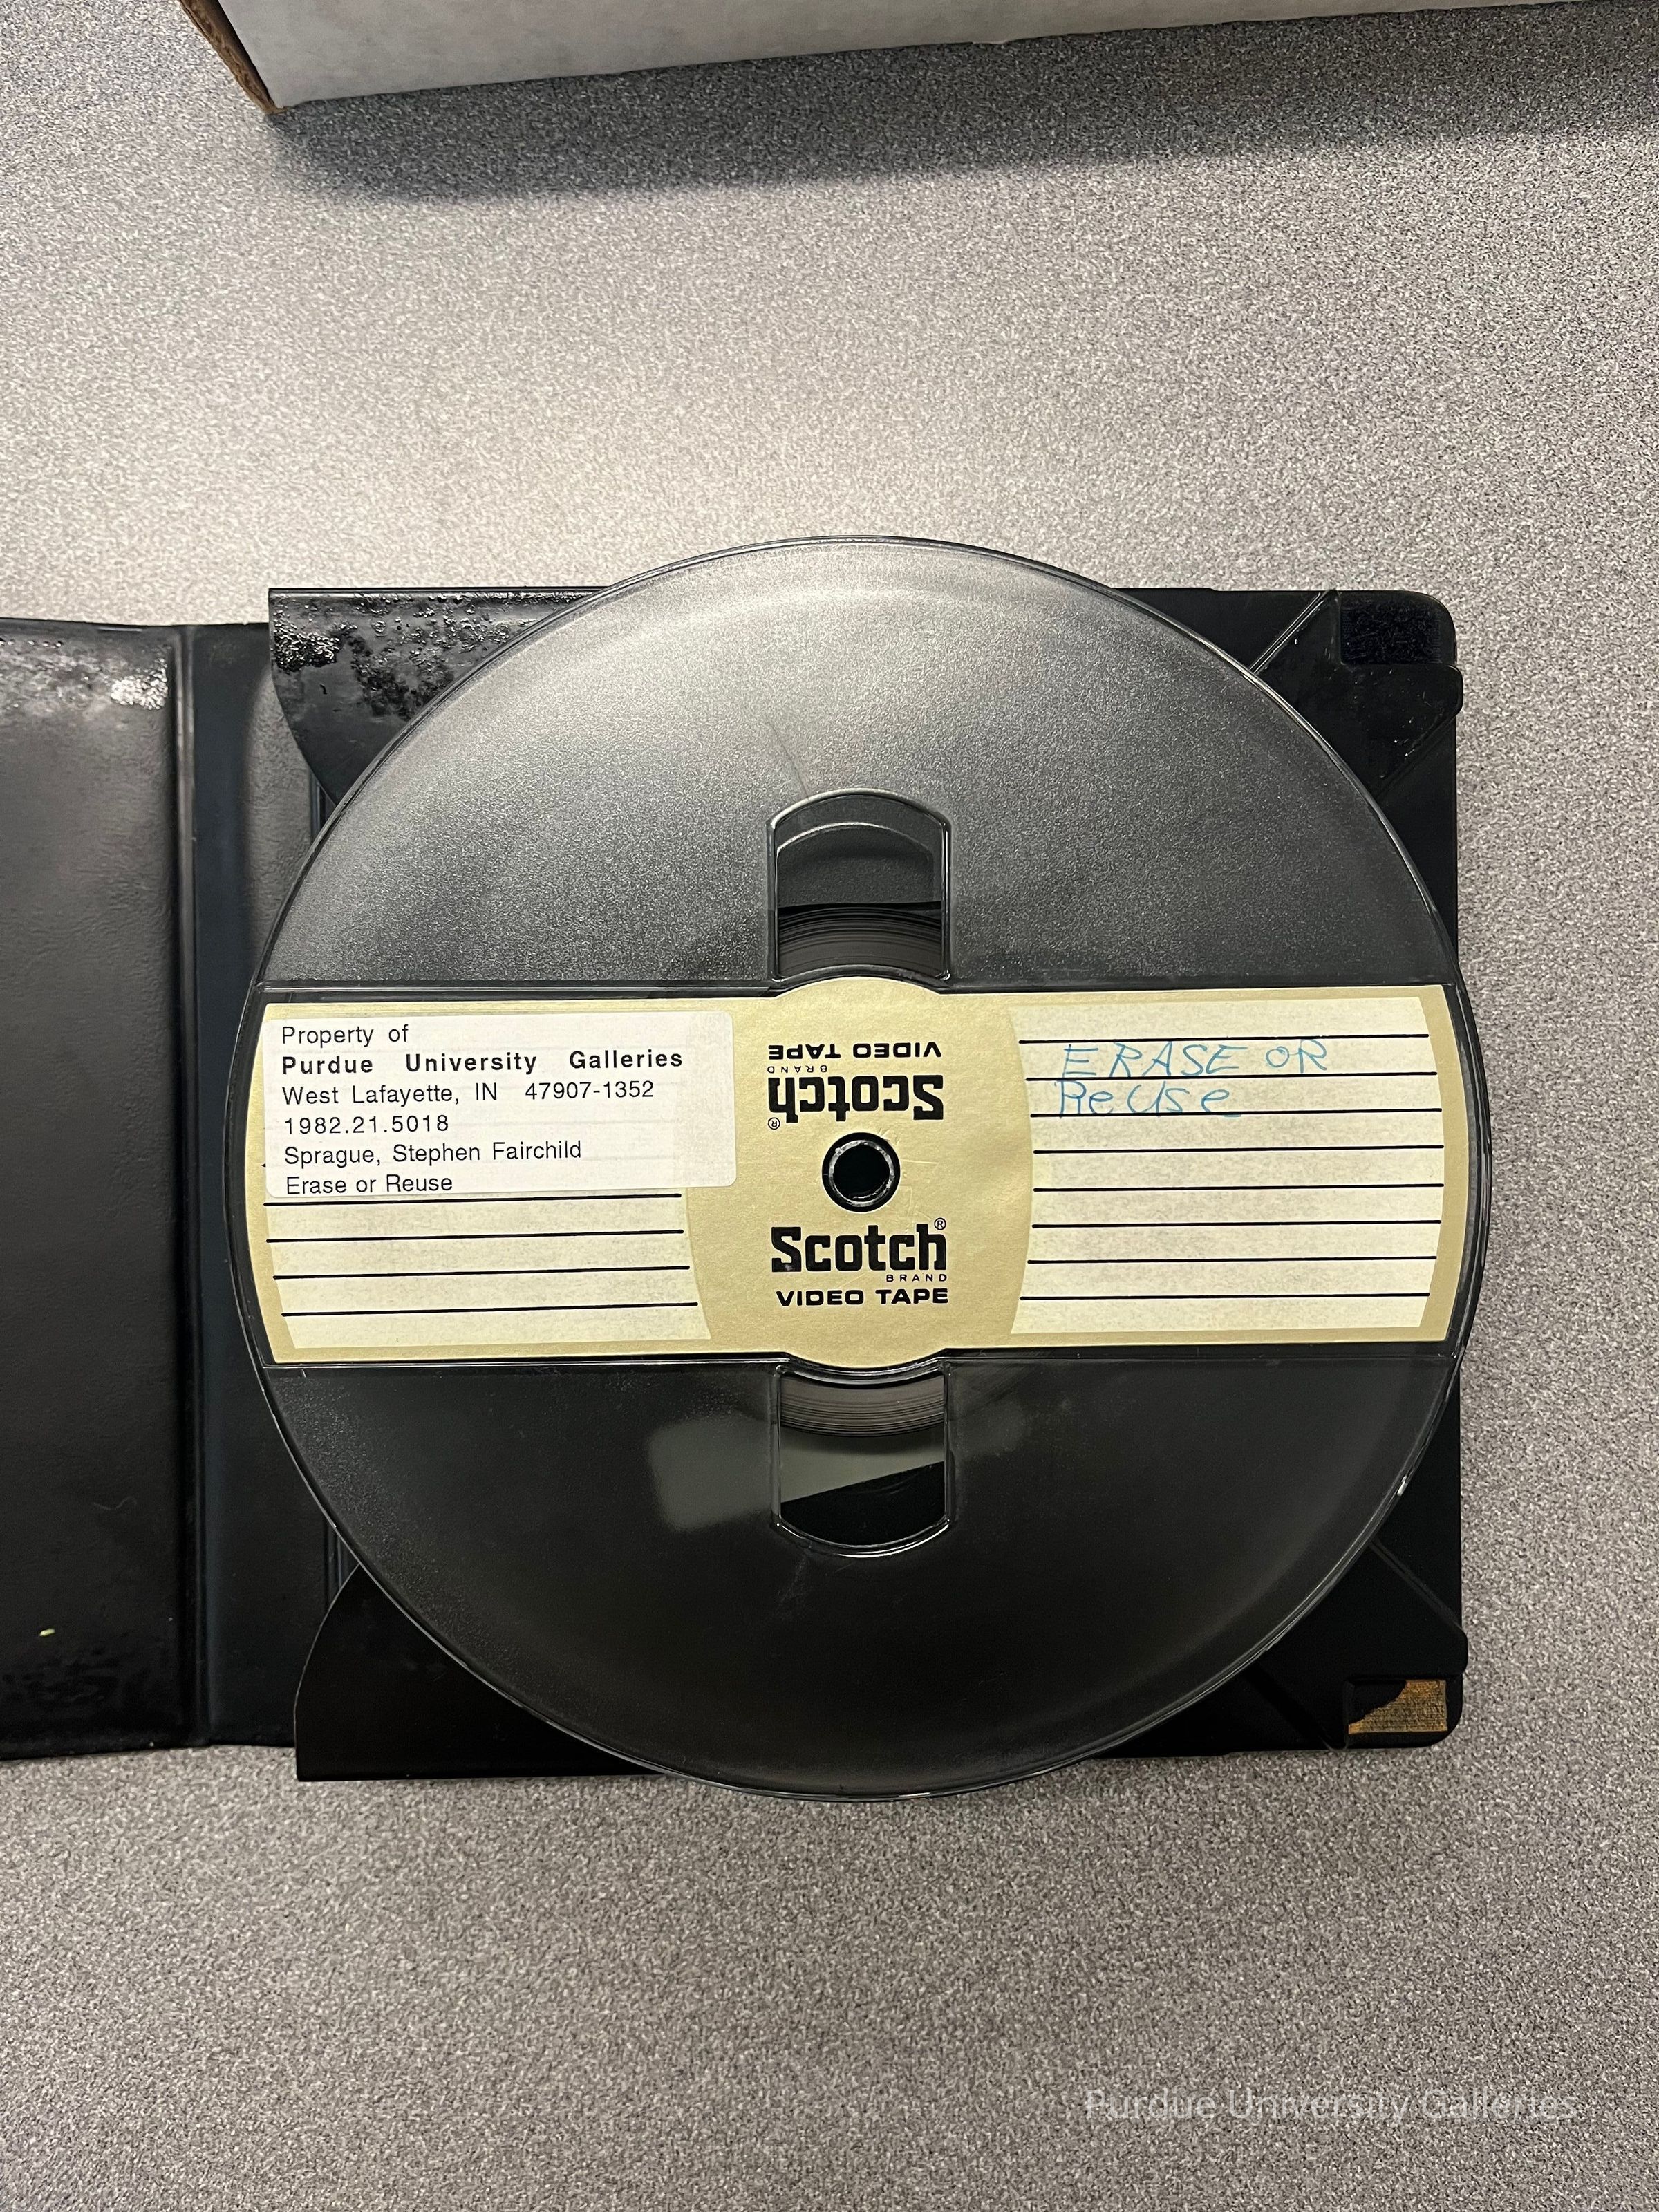 Property of
Purdue University Galleries
West Lafayette, IN 47907-1352
1982.21.5018
Sprague, Stephen Fairchild
Erase or Reuse
Scotch®
BRAND
VIDEO TAPE
Scotch®
BRAND
VIDEO TAPE
ERASE OR
ReUse
Purdue University Galleries